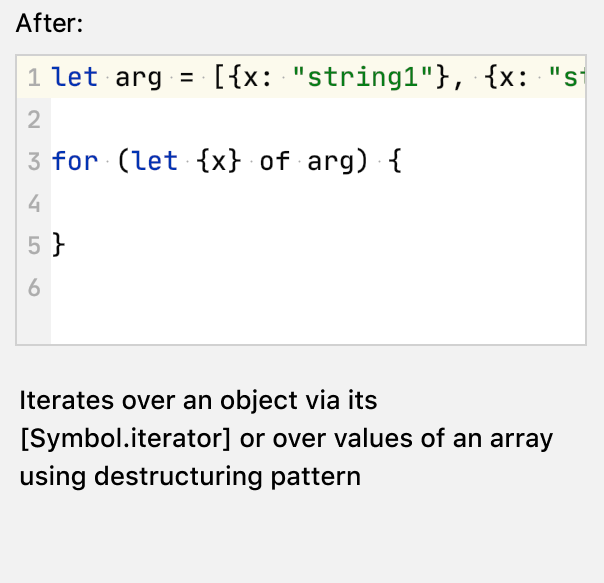 After:
1 let arg = [{x: "string1"}, {x:
2
3 for (let {x} of arg) {
4
5 }
6
Iterates over an object via its
[Symbol.iterator] or over values of an array
using destructuring pattern